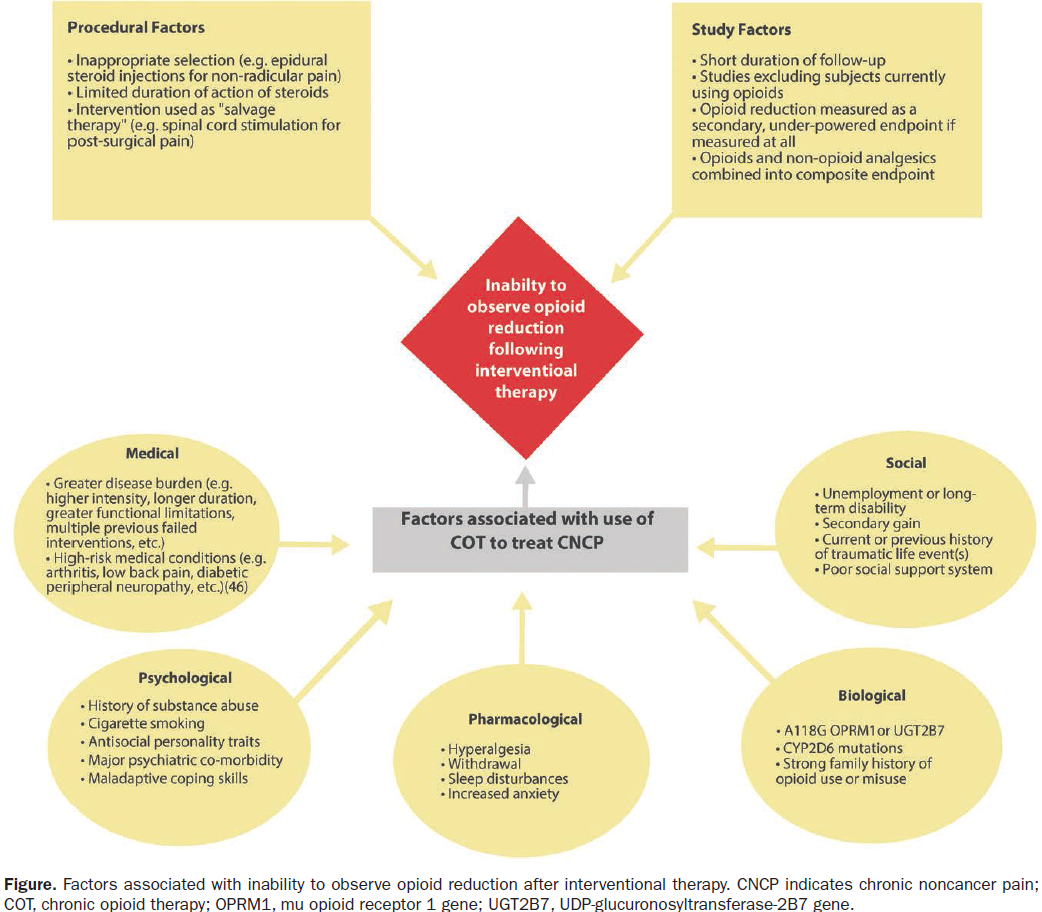 Procedural Factors
• Inappropriate selection (e.g. epidural
steroid injections for non-radicular pain)
• Limited duration of action of steroids
• Intervention used as "salvage
therapy" (e.g. spinal cord stimulation for
post-surgical pain)
Study Factors
• Short duration of follow-up
• Studies excluding subjects currently
using opioids
• Opioid reduction measured as a
secondary, under-powered endpoint if
measured at all
• Opioids and non-opioid analgesics
combined into composite endpoint
Inabilty to
observe opioid
reduction
following
interventioal
therapy
Factors associated with use of
COT to treat CNCP
Medical
• Greater disease burden (e.g.
higher intensity, longer duration,
greater functional limitations,
multiple previous failed
interventions, etc.)
• High-risk medical conditions (e.g.
arthritis, low back pain, diabetic
peripheral neuropathy, etc.)(46)
Social
• Unemployment or long-
term disability
• Secondary gain
• Current or previous history
of traumatic life event(s)
• Poor social support system
Psychological
• History of substance abuse
• Cigarette smoking
• Antisocial personality traits
• Major psychiatric co-morbidity
• Maladaptive coping skills
Pharmacological
• Hyperalgesia
• Withdrawal
• Sleep disturbances
• Increased anxiety
Biological
• A118G OPRM1or UGT2B7
• CYP2D6 mutations
• Strong family history of
opioid use or misuse
Figure. Factors associated with inability to observe opioid reduction after interventional therapy. CNCP indicates chronic noncancer pain;
COT, chronic opioid therapy; OPRM1, mu opioid receptor 1 gene; UGT2B7, UDP-glucuronosyltransferase-2B7 gene.